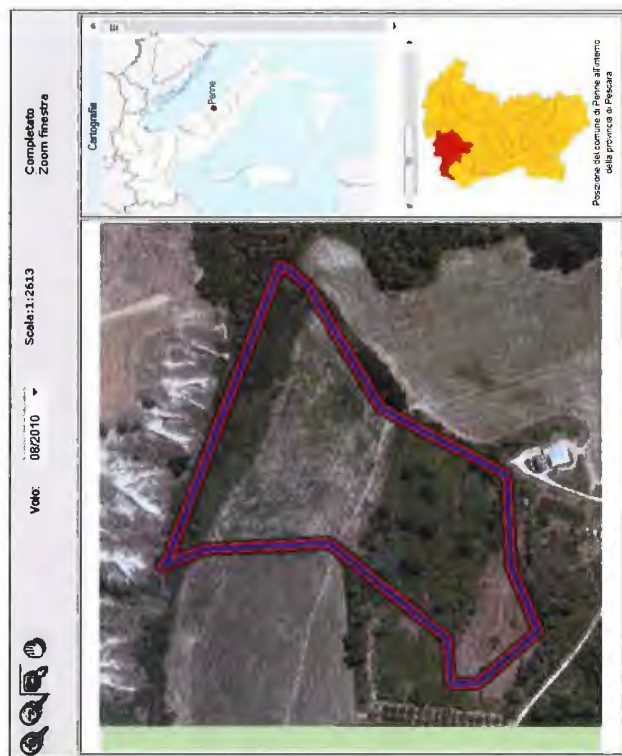 Volo: 08/2010 Scala:1:2613
Completato
Zoom finestra
Cartografia
Penne
Posizione del comune di Penne all'interno
della provincia di Pescara